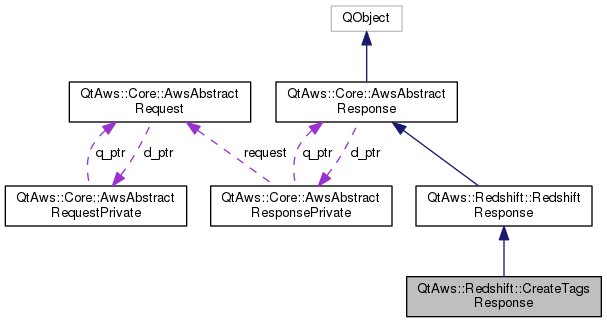 QObject
QtAws::Core::AwsAbstract
Request
QtAws::Core::AwsAbstract
Response
q_ptr
d_ptr
request
q_ptr
d_ptr
QtAws::Core::AwsAbstract
RequestPrivate
QtAws::Core::AwsAbstract
ResponsePrivate
QtAws::Redshift::Redshift
Response
QtAws::Redshift::CreateTags
Response